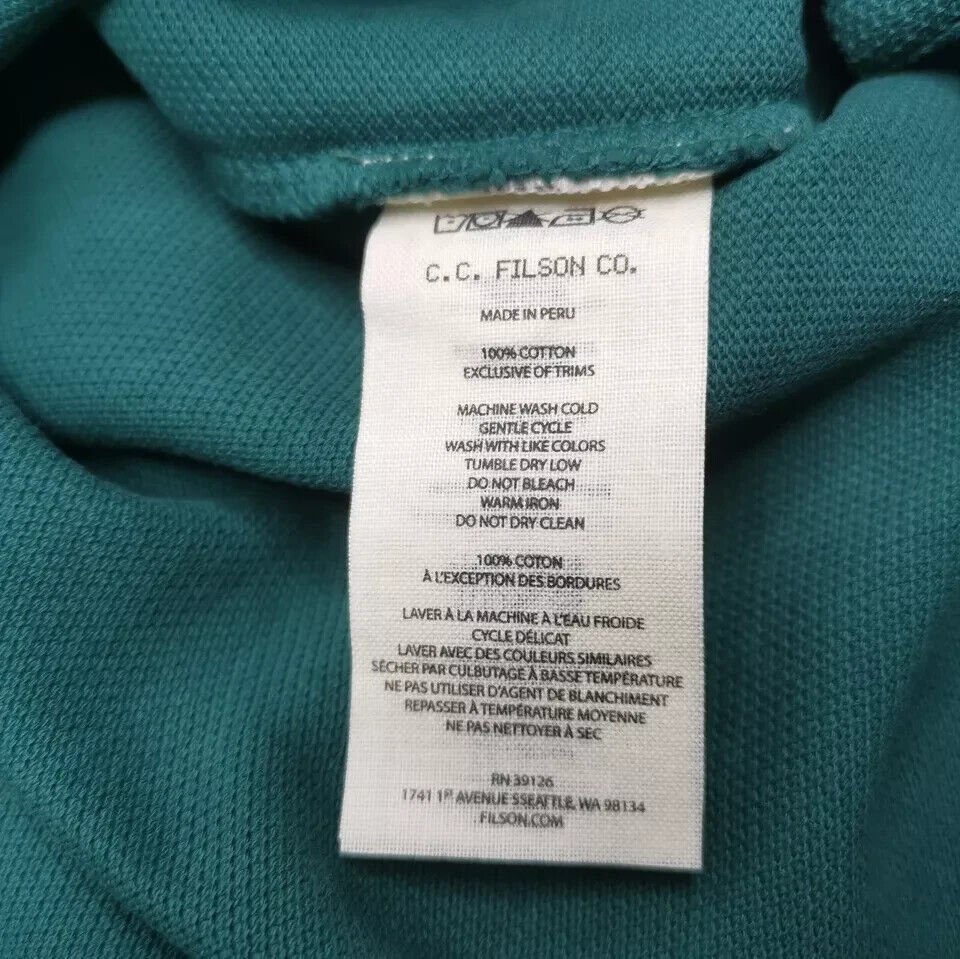 C.C. FILSON CO.
MADE IN PERU
100% COTTON
EXCLUSIVE OF TRIMS
MACHINE WASH COLD
GENTLE CYCLE
WASH WITH LIKE COLORS
TUMBLE DRY LOW
DO NOT BLEACH
WARM IRON
DO NOT DRY CLEAN
100% COTON
À L'EXCEPTION DES BORDURES
LAVER À LA MACHINE À L'EAU FROIDE
CYCLE DÉLICAT
LAVER AVEC DES COULEURS SIMILAIRES
SÉCHER PAR CULBUTAGE À BASSE TEMPÉRATURE
NE PAS UTILISER D'AGENT DE BLANCHIMENT
REPASSER À TEMPÉRATURE MOYENNE
NE PAS NETTOYER À SEC
RN 39126
1741 AVENUE SSEATTLE, WA 98134
FILSON.COM